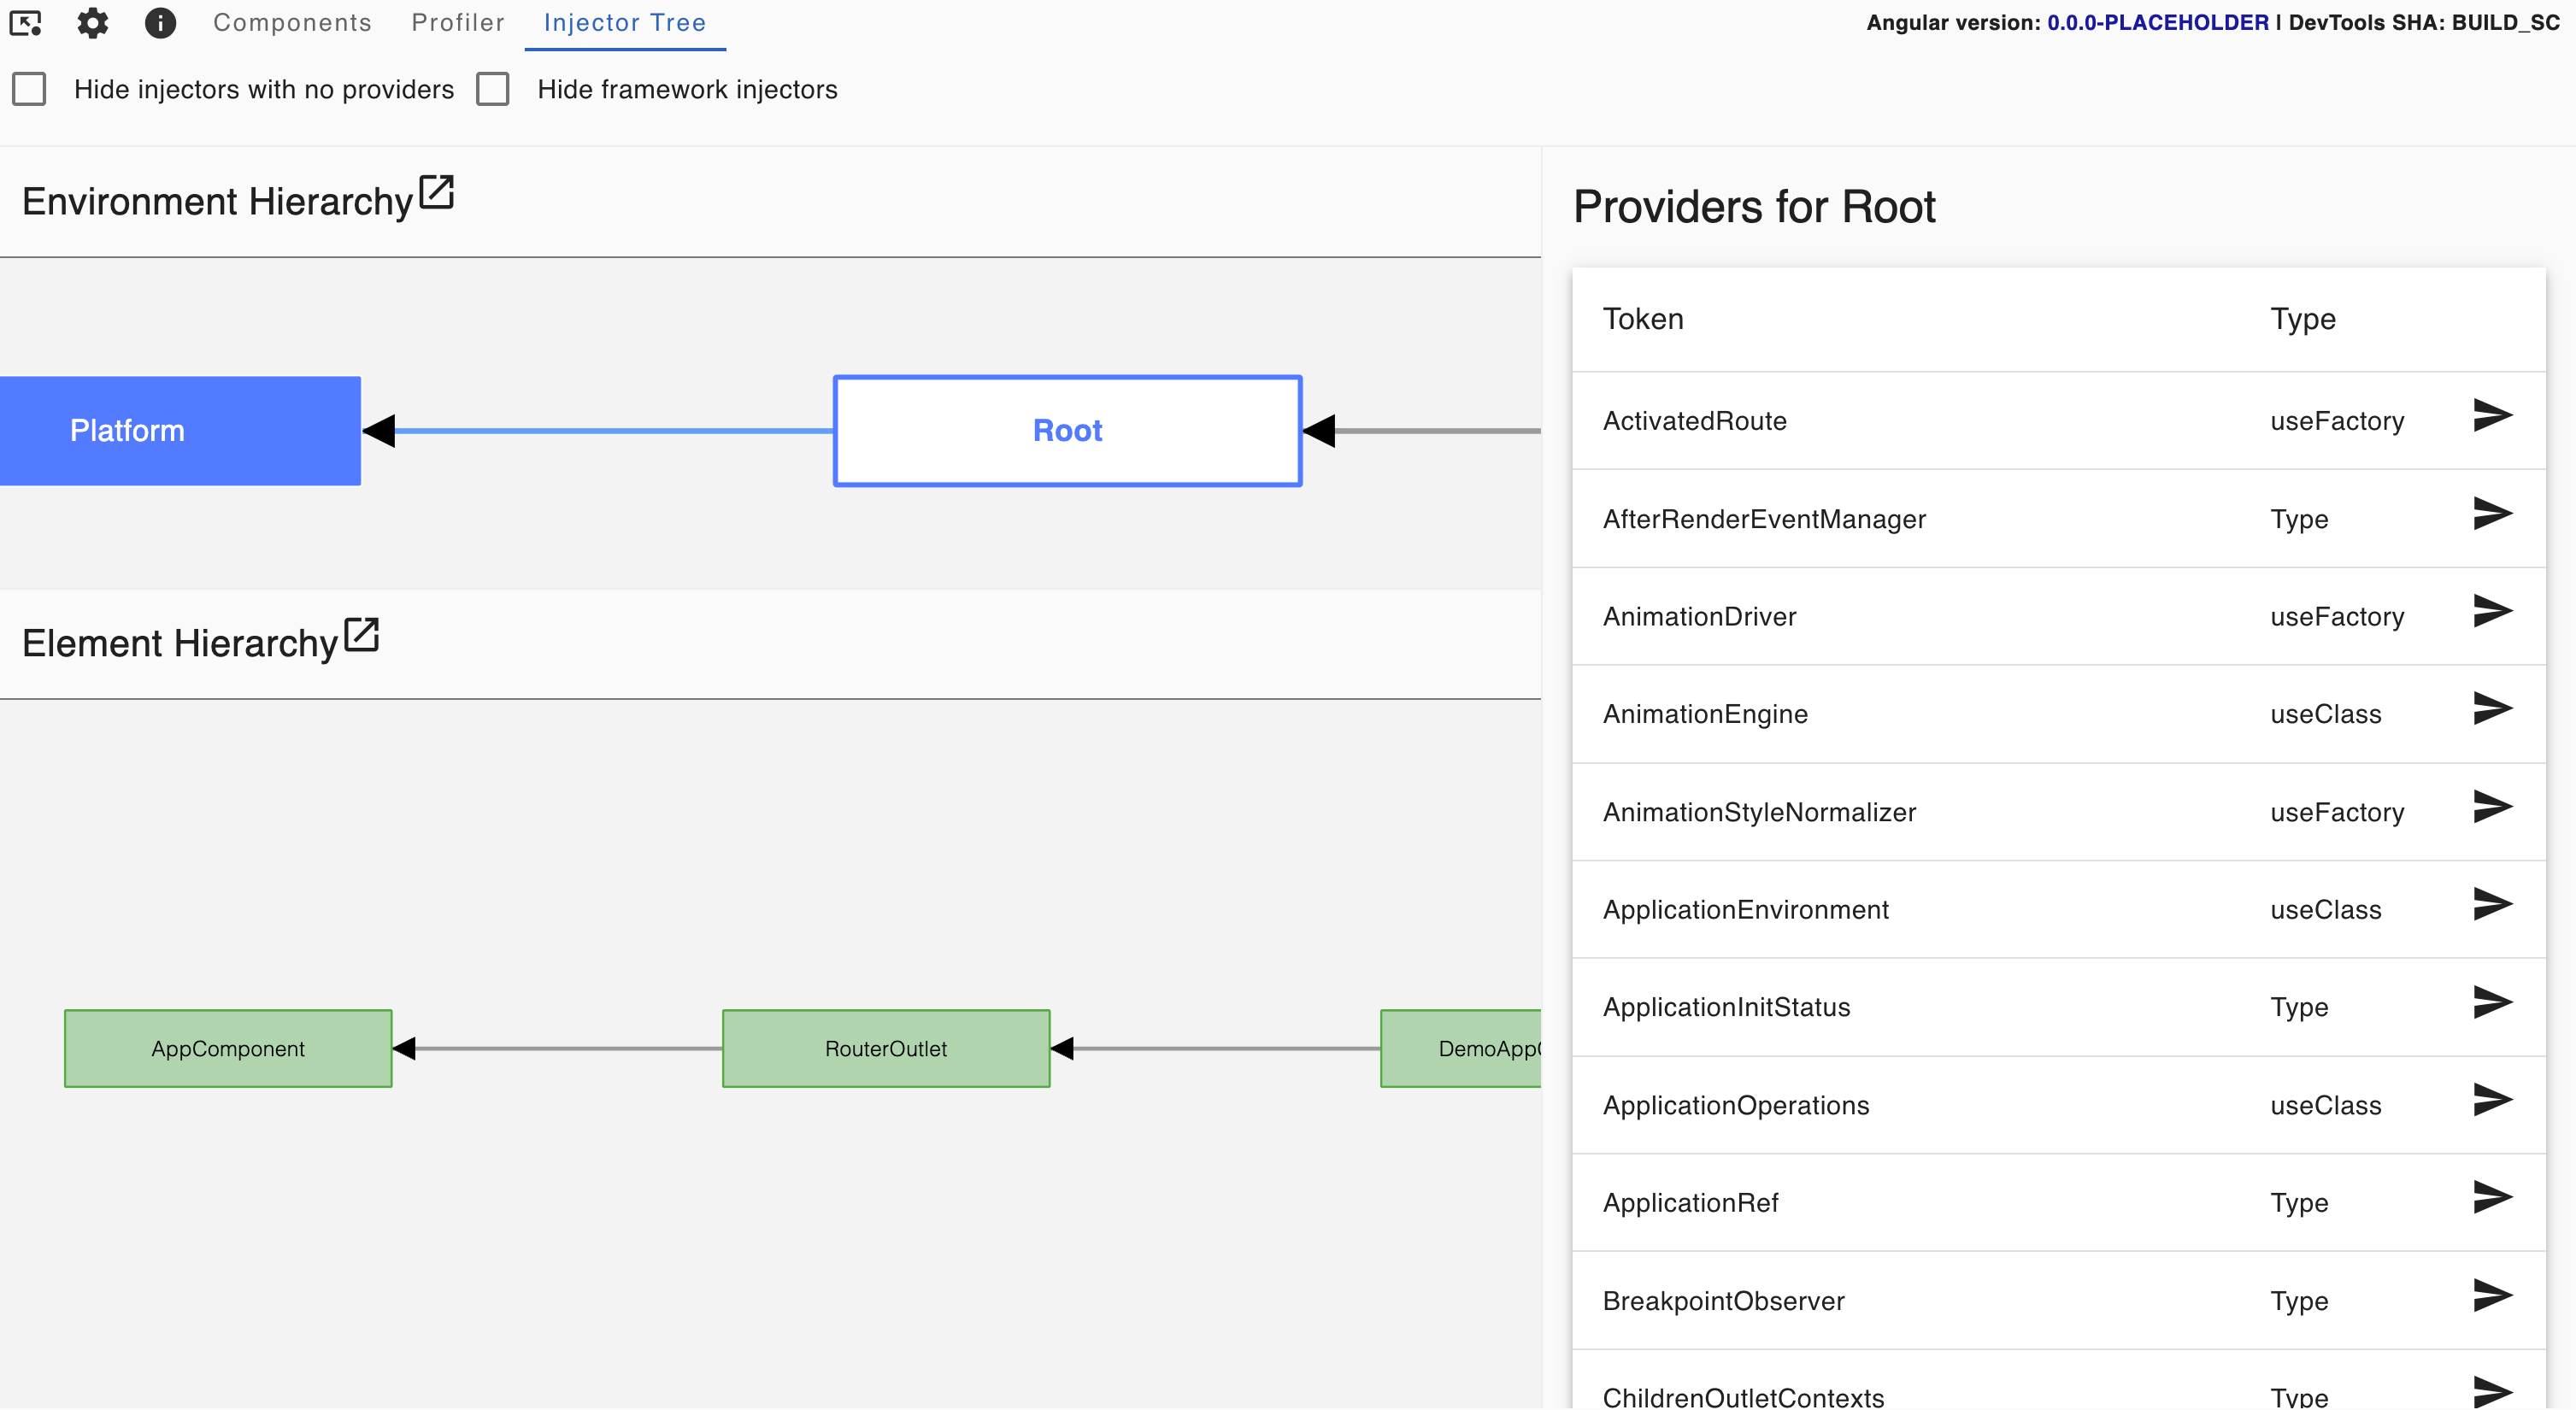 Components Profiler Injector Tree Angular version: 0.0.0-PLACEHOLDER | DevTools SHA: BUILD_SC
Hide injectors with no providers Hide framework injectors
Environment Hierarchy
Platform Root
Element Hierarchy
AppComponent RouterOutlet DemoApp
Providers for Root
Token Type
ActivatedRoute useFactory
AfterRenderEventManager Type
AnimationDriver useFactory
AnimationEngine useClass
AnimationStyleNormalizer useFactory
ApplicationEnvironment useClass
ApplicationInitStatus Type
ApplicationOperations useClass
ApplicationRef Type
BreakpointObserver Type
ChildrenOutletContexts Type